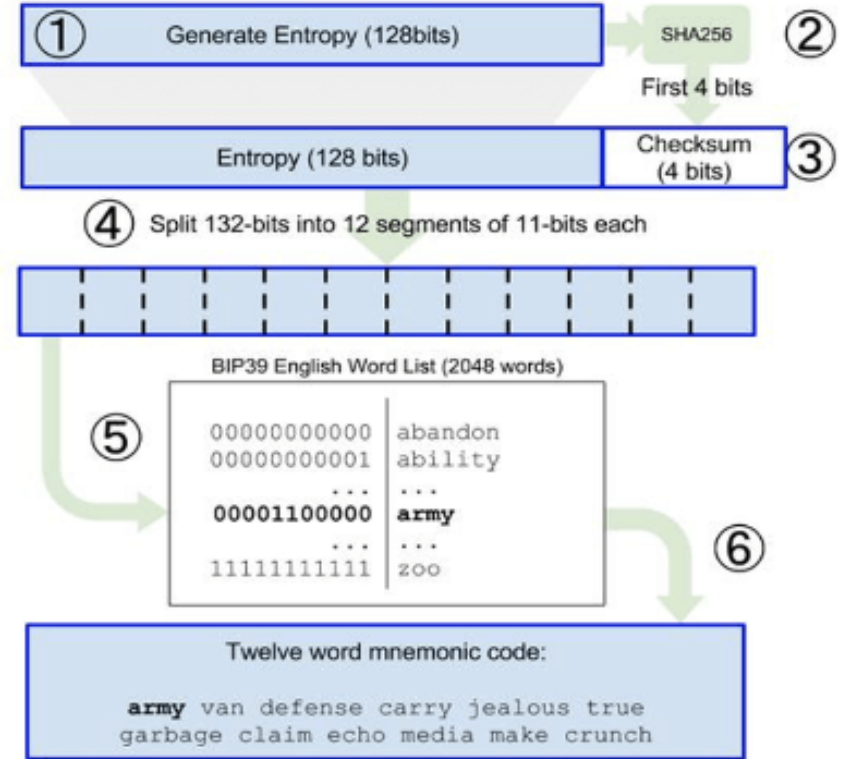 ① Generate Entropy (128bits)
SHA256
②
First 4 bits
Entropy (128 bits)
Checksum
(4 bits)
③
④ Split 132-bits into 12 segments of 11-bits each
BIP39 English Word List (2048 words)
⑤
00000000000 abandon
00000000001 ability
... ...
00001100000 army
... ...
11111111111 zoo
⑥
Twelve word mnemonic code:
army van defense carry jealous true
garbage claim echo media make crunch